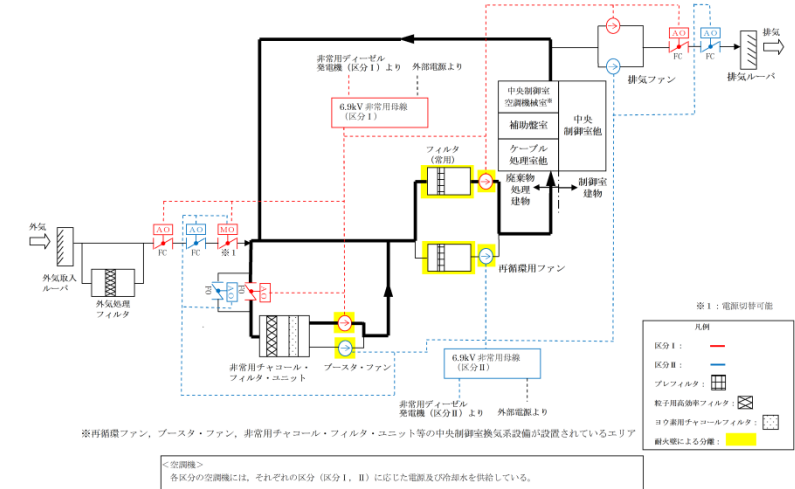 非常用ディーゼル
発電機（区分Ⅰ）より
外部電源より
6.9kV 非常用母線
（区分Ⅰ）
中央制御室
空調機械室※
補助盤室
ケーブル
処理室他
中央
制御室他
廃棄物
処理
建物
制御室
建物
AO
FC
AO
FC
排気
排気ファン
排気ルーバ
フィルタ
（常用）
再循環用ファン
外気
外気取入
ルーバ
外気処理
フィルタ
AO
FC
AO
FC
MO
※1
FO
AO
FO
AO
非常用チャコール・
フィルタ・ユニット
ブースタ・ファン
6.9kV 非常用母線
（区分Ⅱ）
非常用ディーゼル
発電機（区分Ⅱ）より
外部電源より
※１：電源切替可能
凡例
区分Ⅰ：
区分Ⅱ：
プレフィルタ：
粒子用高効率フィルタ：
ヨウ素用チャコールフィルタ：
耐火壁による分離：
※再循環ファン，ブースタ・ファン，非常用チャコール・フィルタ・ユニット等の中央制御室換気系設備が設置されているエリア
＜空調機＞
各区分の空調機には，それぞれの区分（区分Ⅰ，Ⅱ）に応じた電源及び冷却水を供給している。